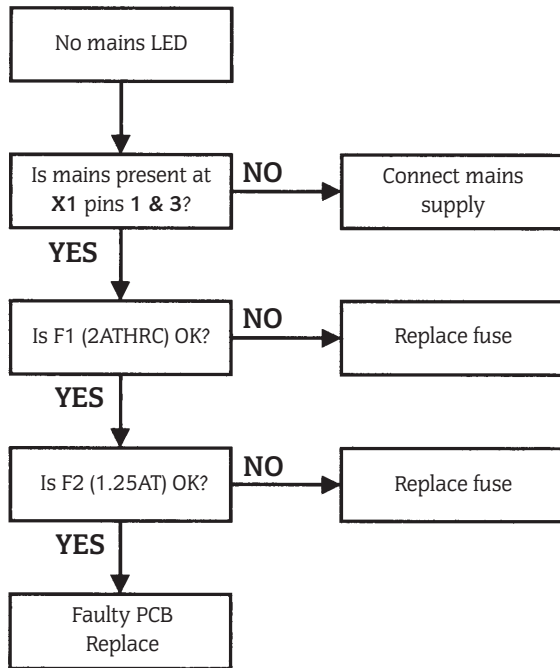 No mains LED
Is mains present at
X1 pins 1 & 3?
NO
Connect mains
supply
YES
Is F1 (2ATHRC) OK?
NO
Replace fuse
YES
Is F2 (1.25AT) OK?
NO
Replace fuse
YES
Faulty PCB
Replace